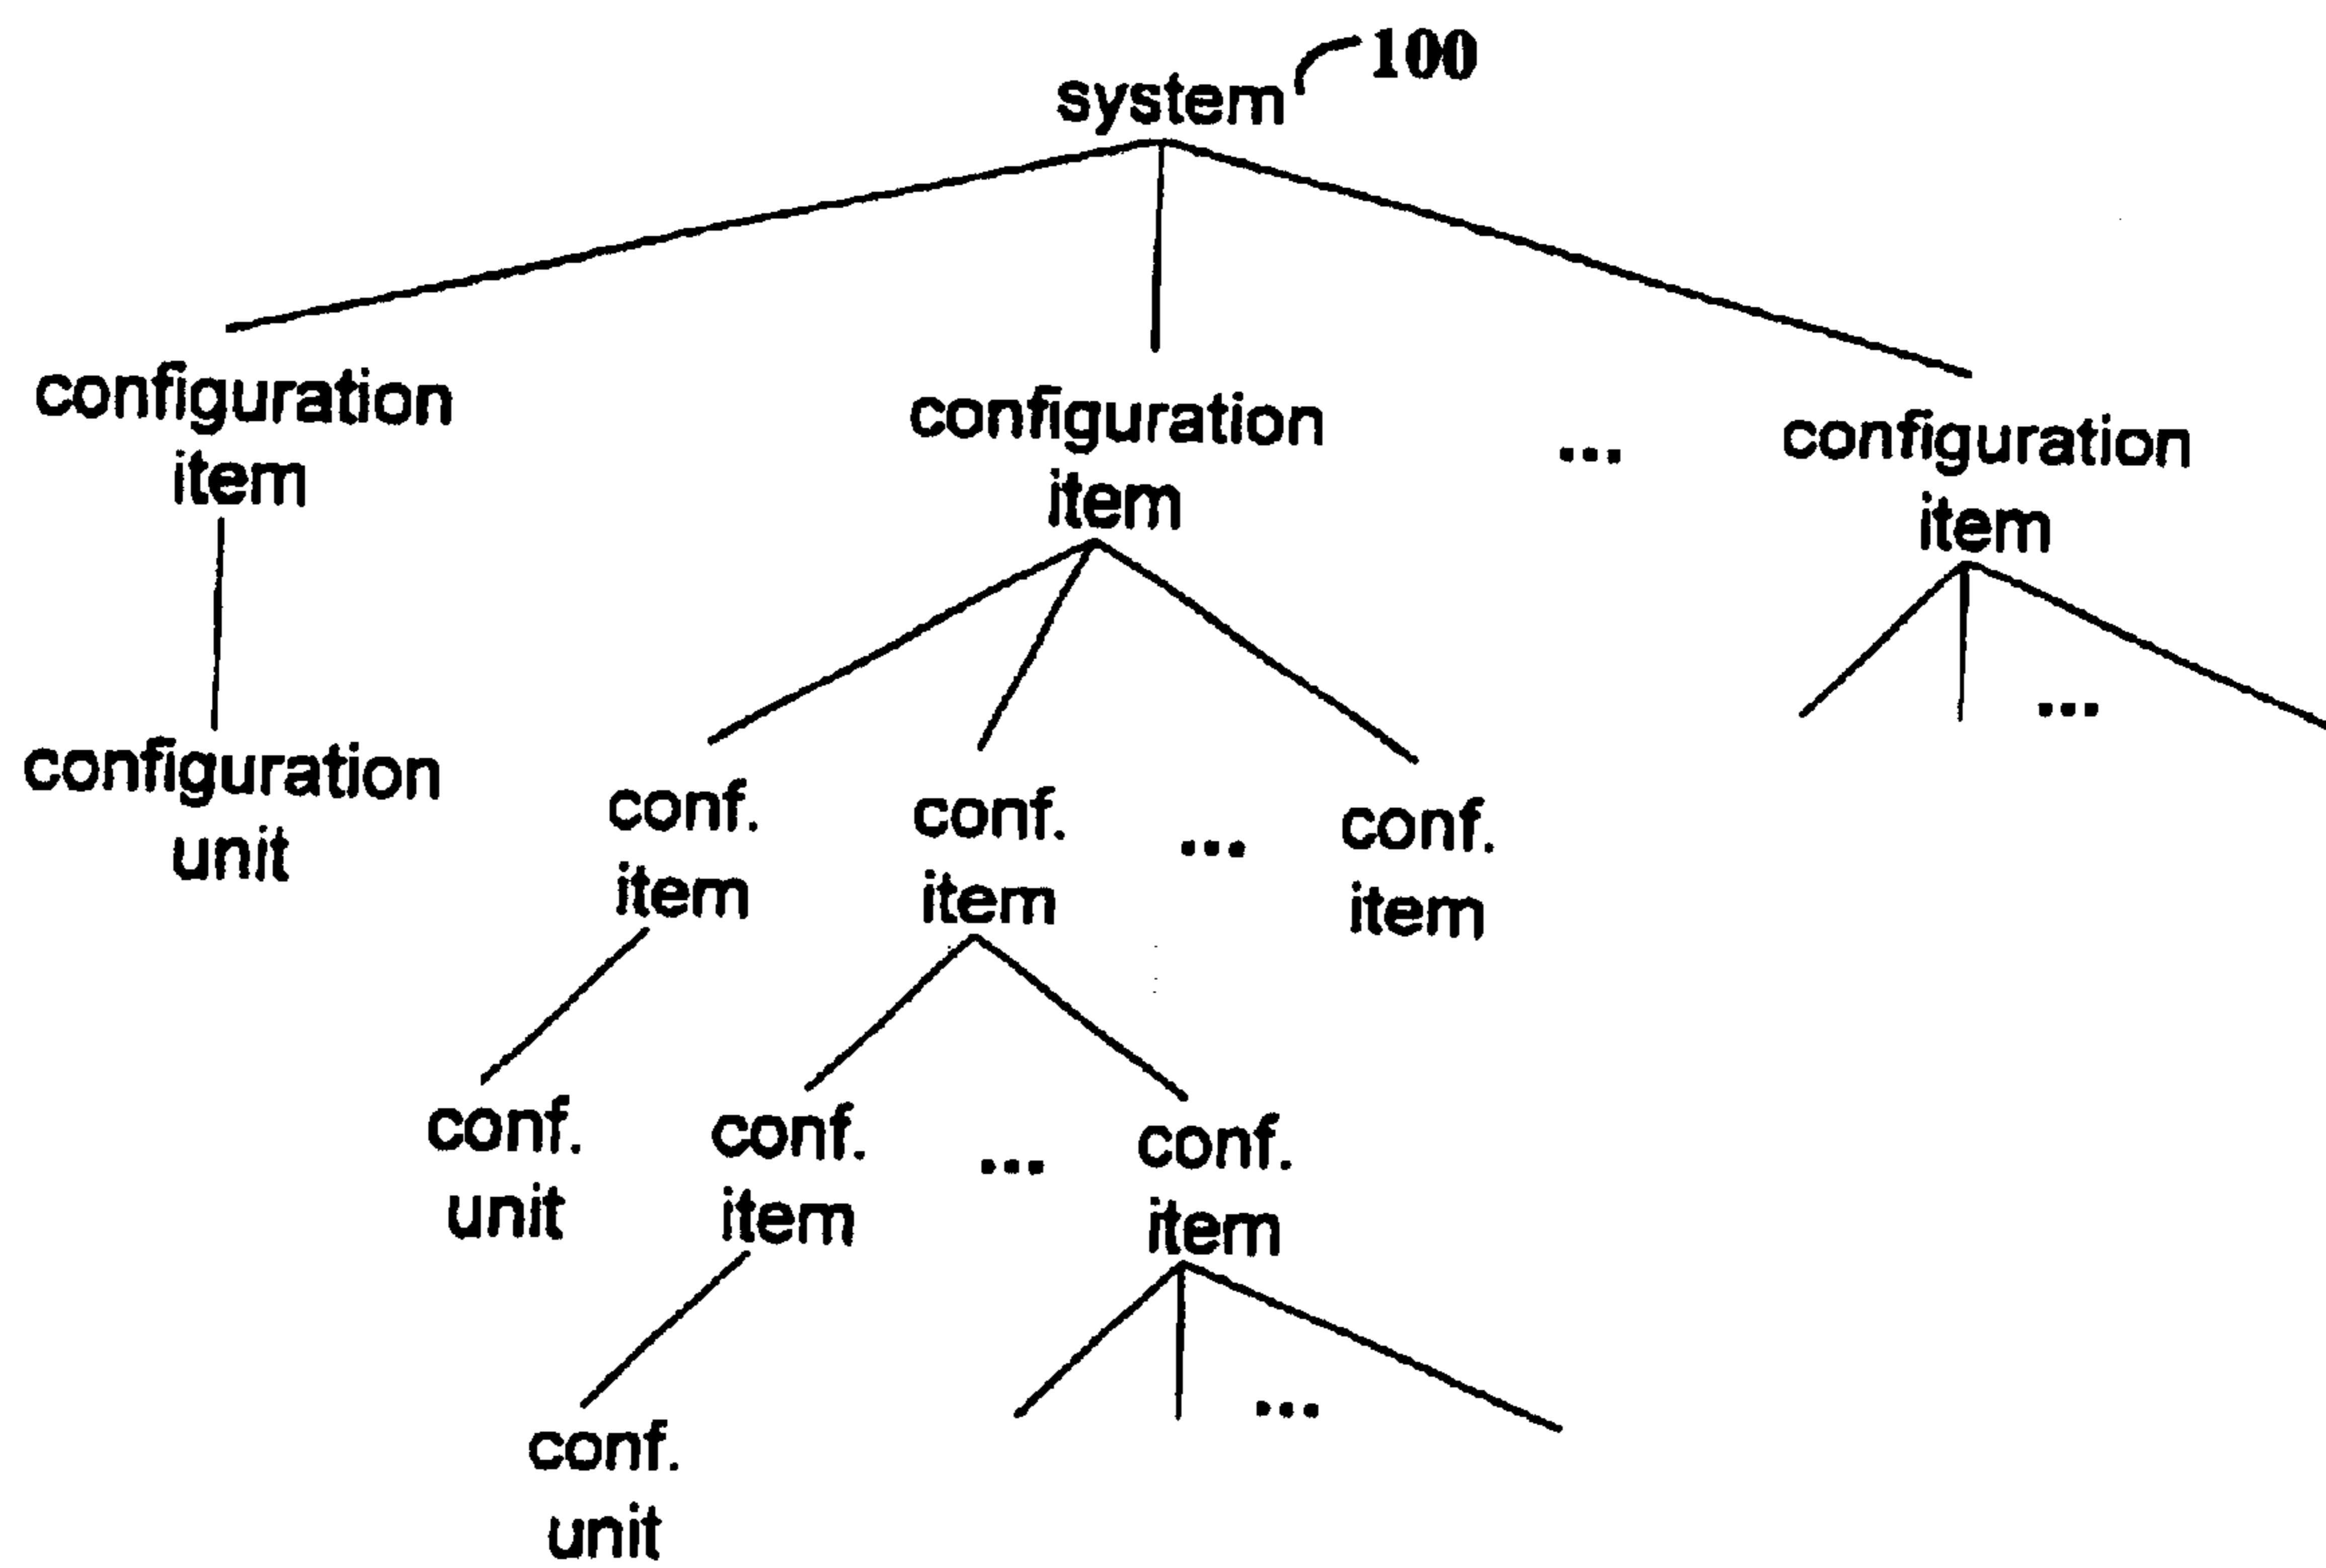 100
system
configuration
item
configuration
item
...
configuration
item
...
configuration
unit
conf.
item
conf.
item
...
conf.
item
conf.
unit
conf.
item
...
conf.
item
...
conf.
unit